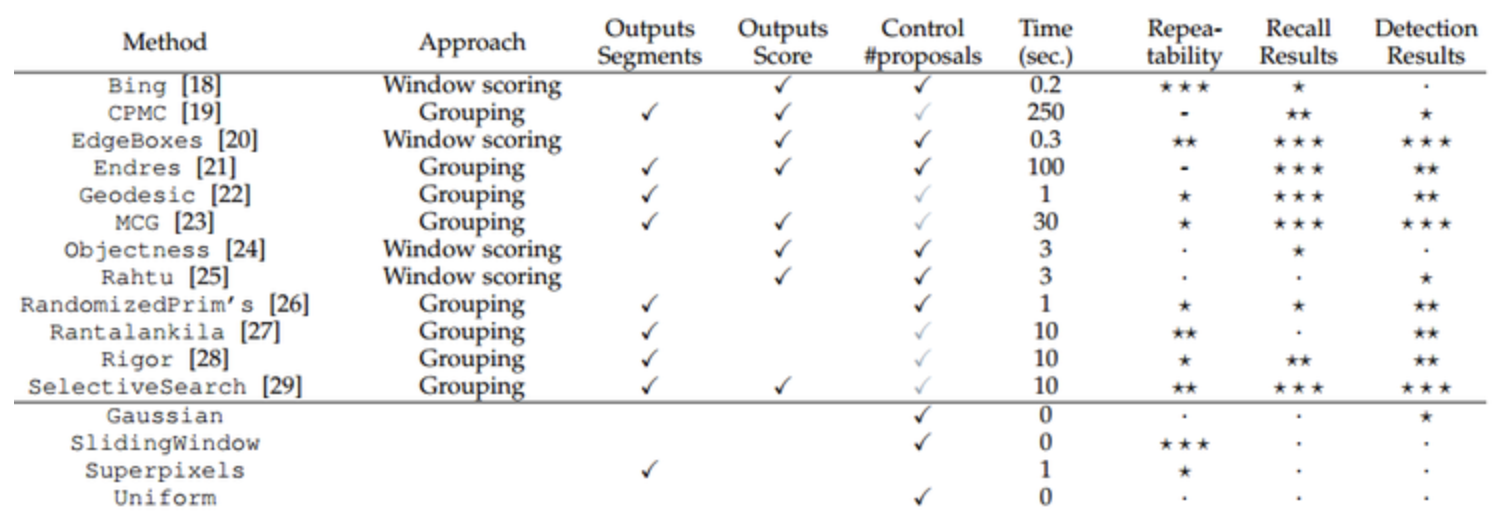 Method Approach Outputs Segments Outputs Score Control #proposals Time (sec.) Repea-tability Recall Results Detection Results
Bing [18] Window scoring ✓ ✓ 0.2 ★★★ ★ ·
CPMC [19] Grouping ✓ ✓ ✓ 250 - ★★ ★
EdgeBoxes [20] Window scoring ✓ ✓ 0.3 ★★ ★★★ ★★★
Endres [21] Grouping ✓ ✓ ✓ 100 - ★★★ ★★
Geodesic [22] Grouping ✓ ✓ 1 ★ ★★★ ★★
MCG [23] Grouping ✓ ✓ ✓ 30 ★ ★★★ ★★★
Objectness [24] Window scoring ✓ ✓ 3 · ★ ·
Rahtu [25] Window scoring ✓ ✓ 3 · · ★
RandomizedPrim's [26] Grouping ✓ ✓ 1 ★ ★ ★★
Rantalankila [27] Grouping ✓ ✓ 10 ★★ · ★★
Rigor [28] Grouping ✓ ✓ 10 ★ ★★ ★★
SelectiveSearch [29] Grouping ✓ ✓ ✓ 10 ★★ ★★★ ★★★
Gaussian ✓ 0 · · ★
SlidingWindow ✓ 0 ★★★ · ·
Superpixels ✓ 1 ★ · ·
Uniform ✓ 0 · · ·